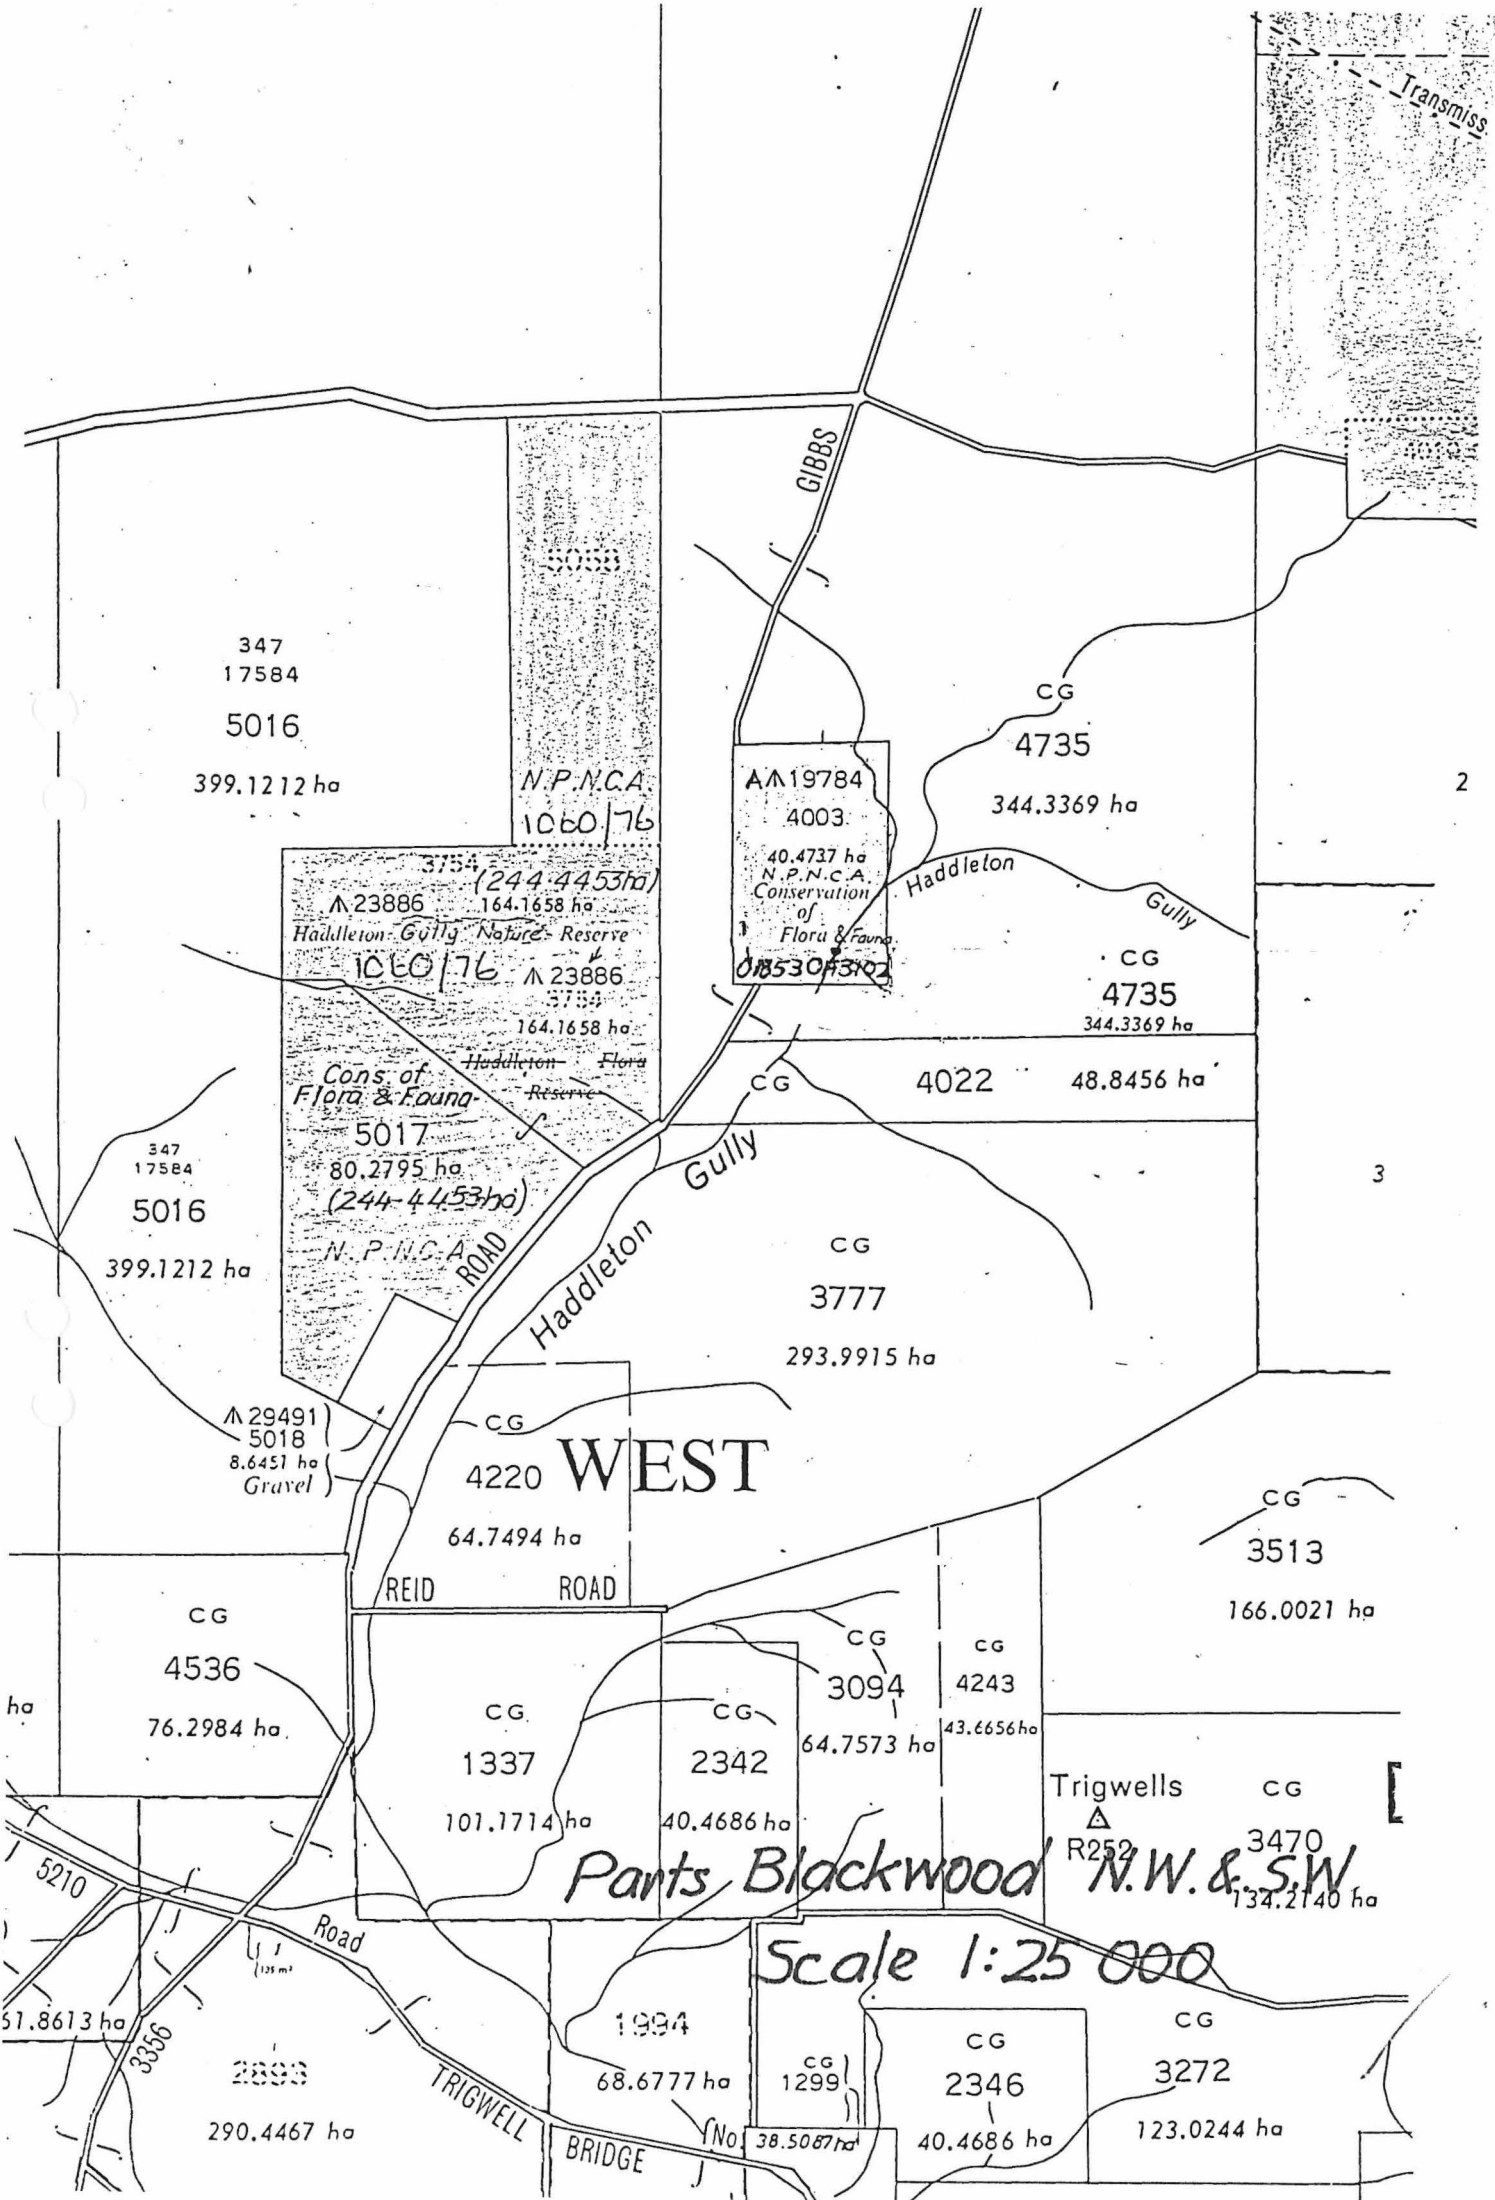 Transmiss
GIBBS
5058
347
17584
5016
399.1212 ha
N.P.N.C.A.
1060/76
CG
4735
344.3369 ha
2
19784
4003
40.4737 ha
N.P.N.C.A.
Conservation
of
Flora & Fauna
Haddleton
Gully
3754
(244.4453ha)
23886 164.1658 ha
Haddleton Gully Nature Reserve
1060/76
23886
3754
164.1658 ha
Haddleton Flora
Reserve
CG
4735
344.3369 ha
CG
4022 48.8456 ha
Cons of
Flora & Fauna
5017
80.2795 ha
(244.4453ha)
N.P.N.C.A
ROAD
347
17584
5016
399.1212 ha
Haddleton Gully
3
CG
3777
293.9915 ha
29491
5018
8.6451 ha
Gravel
CG
4220
64.7494 ha
WEST
CG
3513
166.0021 ha
REID ROAD
CG
4536
76.2984 ha
ha
CG
1337
101.1714 ha
CG
2342
40.4686 ha
CG
3094
64.7573 ha
CG
4243
43.6656 ha
Trigwells
R252
CG
3470
134.2140 ha
[
Parts Blackwood N.W. & S.W.
Scale 1:25 000
5210
Road
51.8613 ha
3356
2893
290.4467 ha
TRIGWELL
BRIDGE
1994
68.6777 ha
(No.
CG
1299
38.5087 ha
CG
2346
40.4686 ha
CG
3272
123.0244 ha